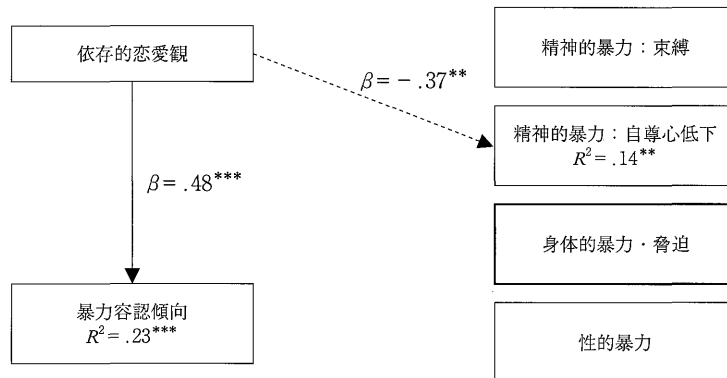 依存的恋愛観
β=－.37**
β=.48***
暴力容認傾向
R²=.23***
精神的暴力：束縛
精神的暴力：自尊心低下
R²=.14**
身体的暴力・脅迫
性的暴力